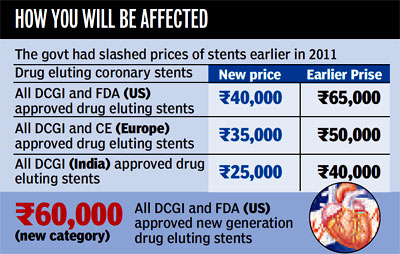 HOW YOU WILL BE AFFECTED
The govt had slashed prices of stents earlier in 2011
Drug eluting coronary stents New price Earlier Prise
All DCGI and FDA (US)
approved drug eluting stents ₹40,000 ₹65,000
All DCGI and CE (Europe)
approved drug eluting stents ₹35,000 ₹50,000
All DCGI (India) approved drug
eluting stents ₹25,000 ₹40,000
₹60,000
(new category)
All DCGI and FDA (US)
approved new generation
drug eluting stents